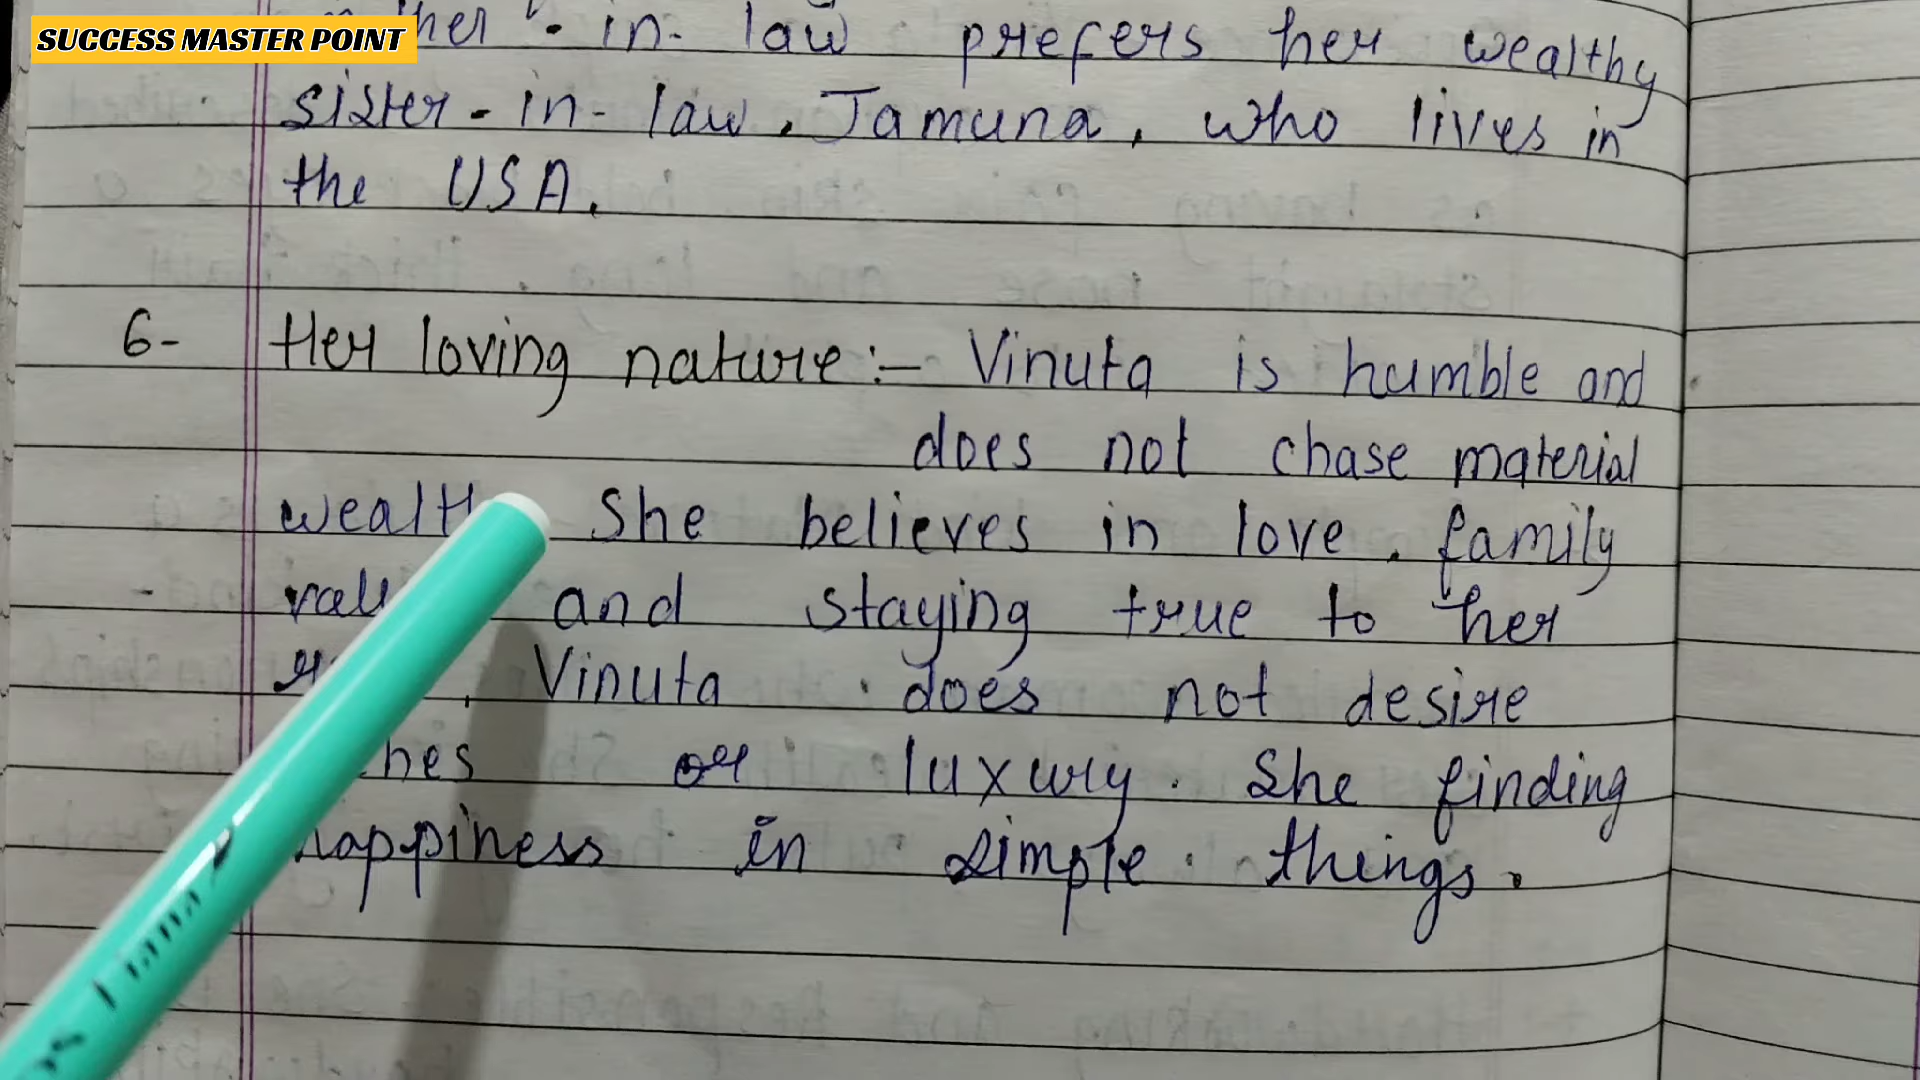 SUCCESS MASTER POINT
in- law prefers her wealthy
sister-in-law, Jamuna, who lives in
the USA.
6- Her loving nature:- Vinuta is humble and
does not chase material
She believes in love, family
and staying true to her
Vinuta does not desire
or luxury. She finding
happiness in simple things.